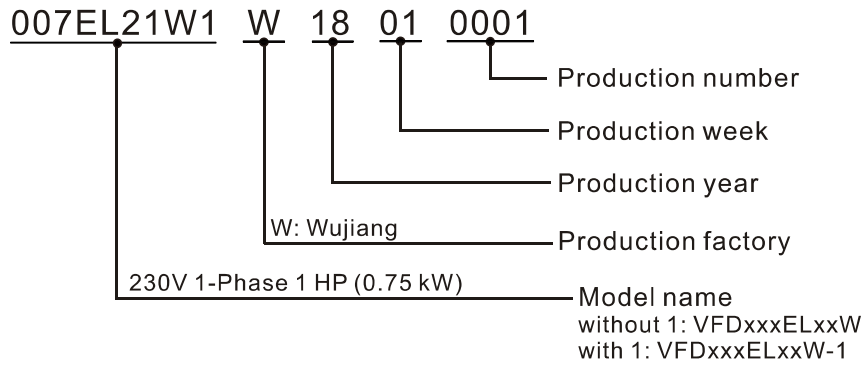 007EL21W1 W 18 01 0001
Production number
Production week
Production year
W: Wujiang
Production factory
230V 1-Phase 1 HP (0.75 kW)
Model name
without 1: VFDxxxELxxW
with 1: VFDxxxELxxW-1